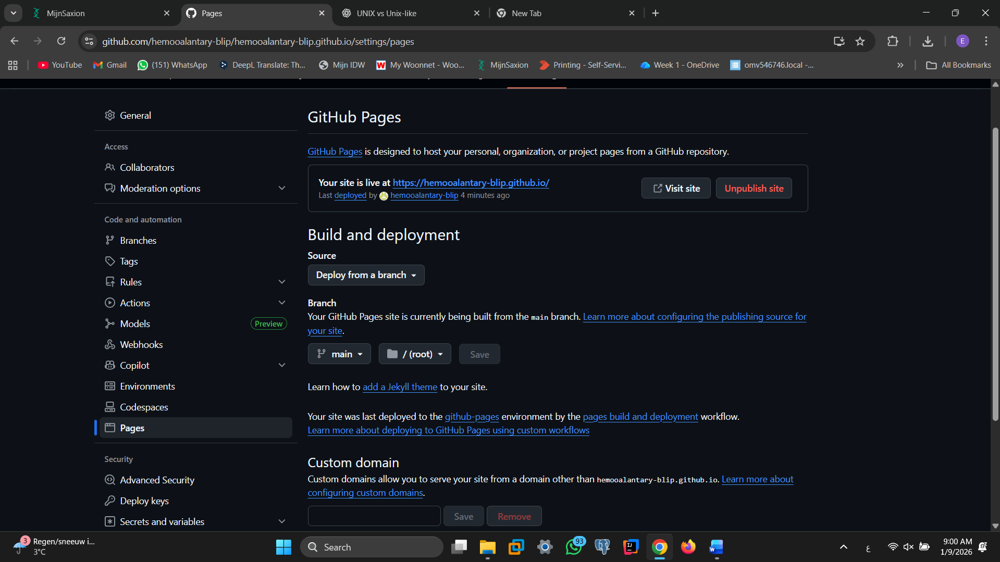 MijnSaxion
Pages
UNIX vs Unix-like
New Tab
github.com/hemooalantary-blip/hemooalantary-blip.github.io/settings/pages
E
YouTube
Gmail
(151) WhatsApp
DeepL Translate: Th...
Mijn IDW
My Woonnet - Woo...
MijnSaxion
Printing - Self-Servi...
Week 1 - OneDrive
omv546746.local -...
All Bookmarks
General
Access
Collaborators
Moderation options
Code and automation
Branches
Tags
Rules
Actions
Models
Preview
Webhooks
Copilot
Environments
Codespaces
Pages
Security
Advanced Security
Deploy keys
Secrets and variables
GitHub Pages
GitHub Pages is designed to host your personal, organization, or project pages from a GitHub repository.
Your site is live at https://hemooalantary-blip.github.io/
Last deployed by hemooalantary-blip 4 minutes ago
Visit site
Unpublish site
Build and deployment
Source
Deploy from a branch
Branch
Your GitHub Pages site is currently being built from the main branch. Learn more about configuring the publishing source for
your site.
main
/ (root)
Save
Learn how to add a Jekyll theme to your site.
Your site was last deployed to the github-pages environment by the pages build and deployment workflow.
Learn more about deploying to GitHub Pages using custom workflows
Custom domain
Custom domains allow you to serve your site from a domain other than hemooalantary-blip.github.io. Learn more about
configuring custom domains.
Save
Remove
3
Regen/sneeuw i...
3°C
Search
93
ع
9:00 AM
1/9/2026